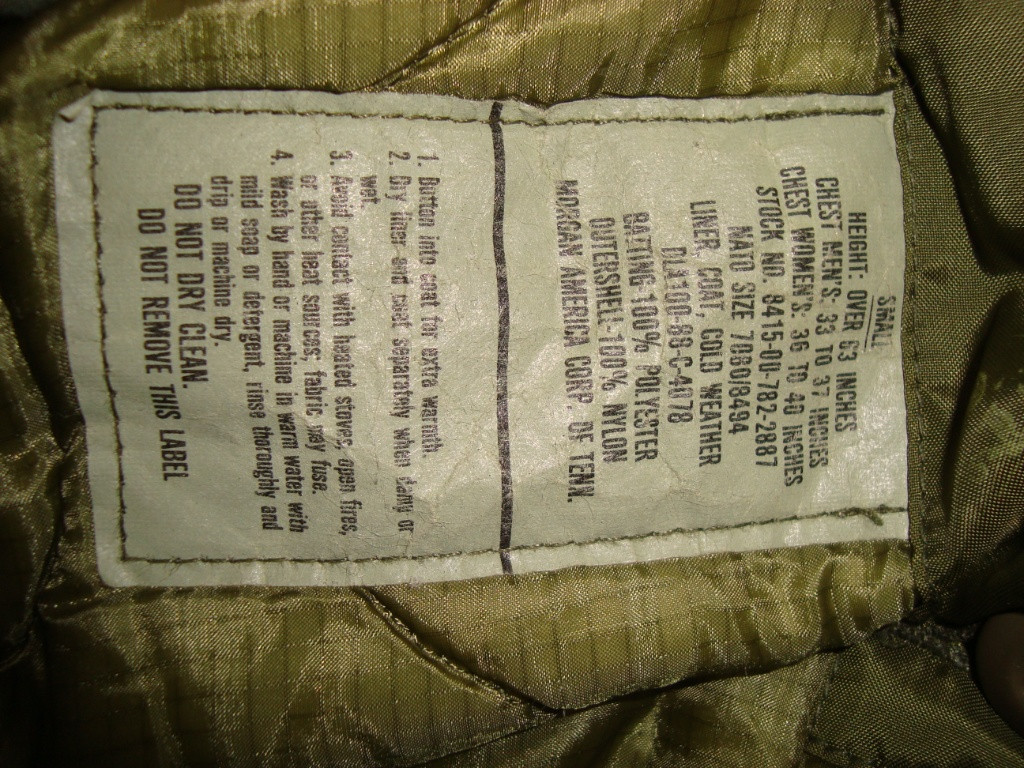 SMALL
HEIGHT: OVER 63 INCHES
CHEST MEN'S: 33 TO 37 INCHES
CHEST WOMEN'S: 36 TO 40 INCHES
STOCK NO. 8415-00-782-2887
NATO SIZE 7080/8494
LINER, COAT, COLD WEATHER
DLA100-88-C-4078
BATTING-100% POLYESTER
OUTERSHELL-100% NYLON
MORGAN AMERICA CORP. OF TENN.
1. Button into coat for extra warmth.
2. Dry liner and coat separately when damp or
wet.
3. Avoid contact with heated stoves, open fires,
or other heat sources; fabric may fuse.
4. Wash by hand or machine in warm water with
mild soap or detergent, rinse thoroughly and
drip or machine dry.
DO NOT DRY CLEAN.
DO NOT REMOVE THIS LABEL